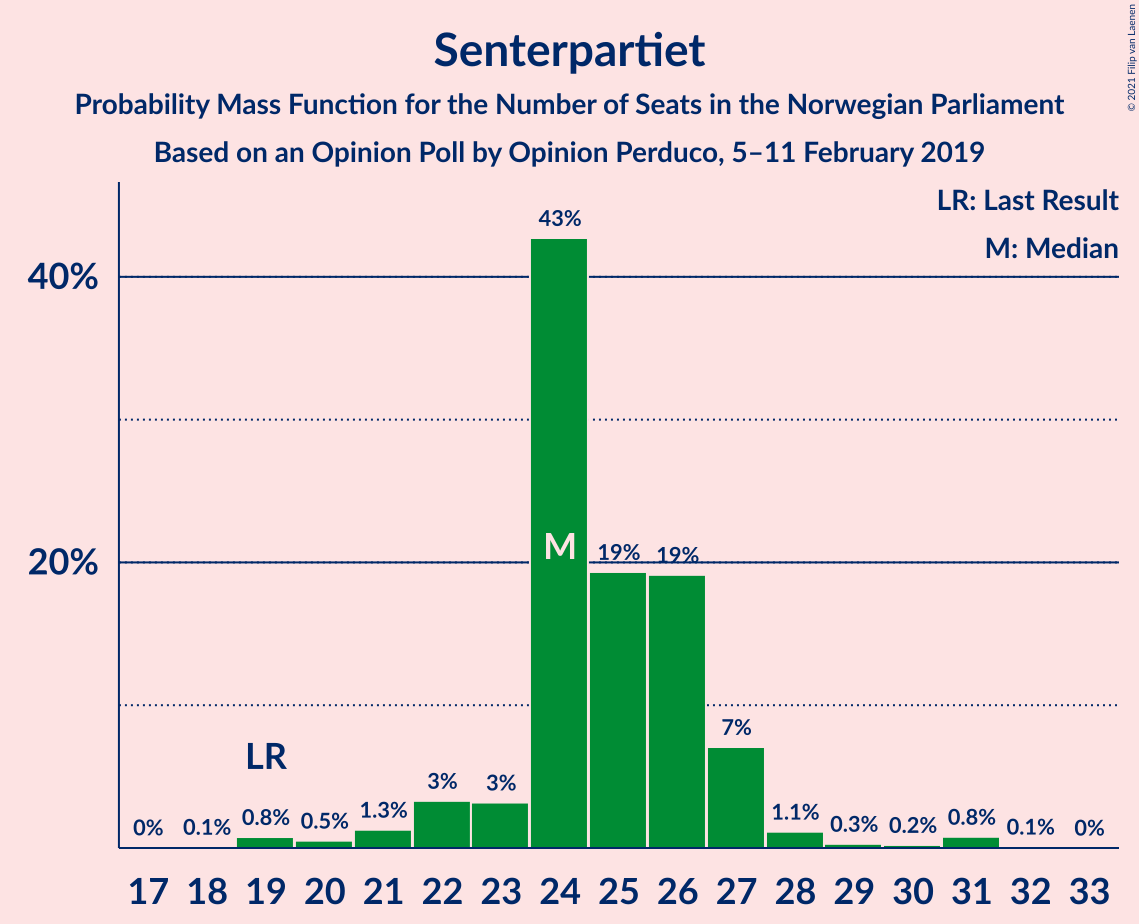 Senterpartiet
Probability Mass Function for the Number of Seats in the Norwegian Parliament
Based on an Opinion Poll by Opinion Perduco, 5–11 February 2019
© 2021 Filip van Laenen
LR: Last Result
M: Median
43%
40%
M
19% 19%
20%
7%
LR
3% 3%
0% 0.1% 0.8% 0.5% 1.3% 1.1% 0.3% 0.2% 0.8% 0.1% 0%
17 18 19 20 21 22 23 24 25 26 27 28 29 30 31 32 33